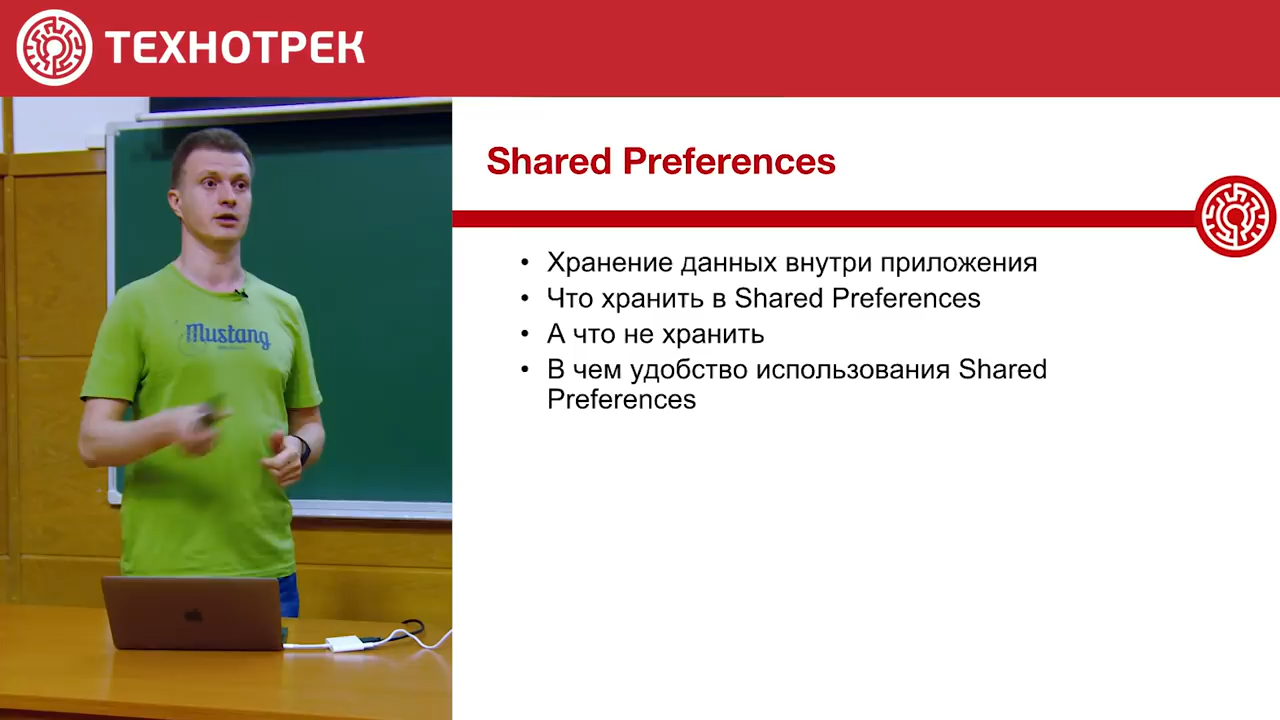 ТЕХНОТРЕК
Shared Preferences
• Хранение данных внутри приложения
• Что хранить в Shared Preferences
• А что не хранить
• В чем удобство использования Shared
Preferences
Mustang